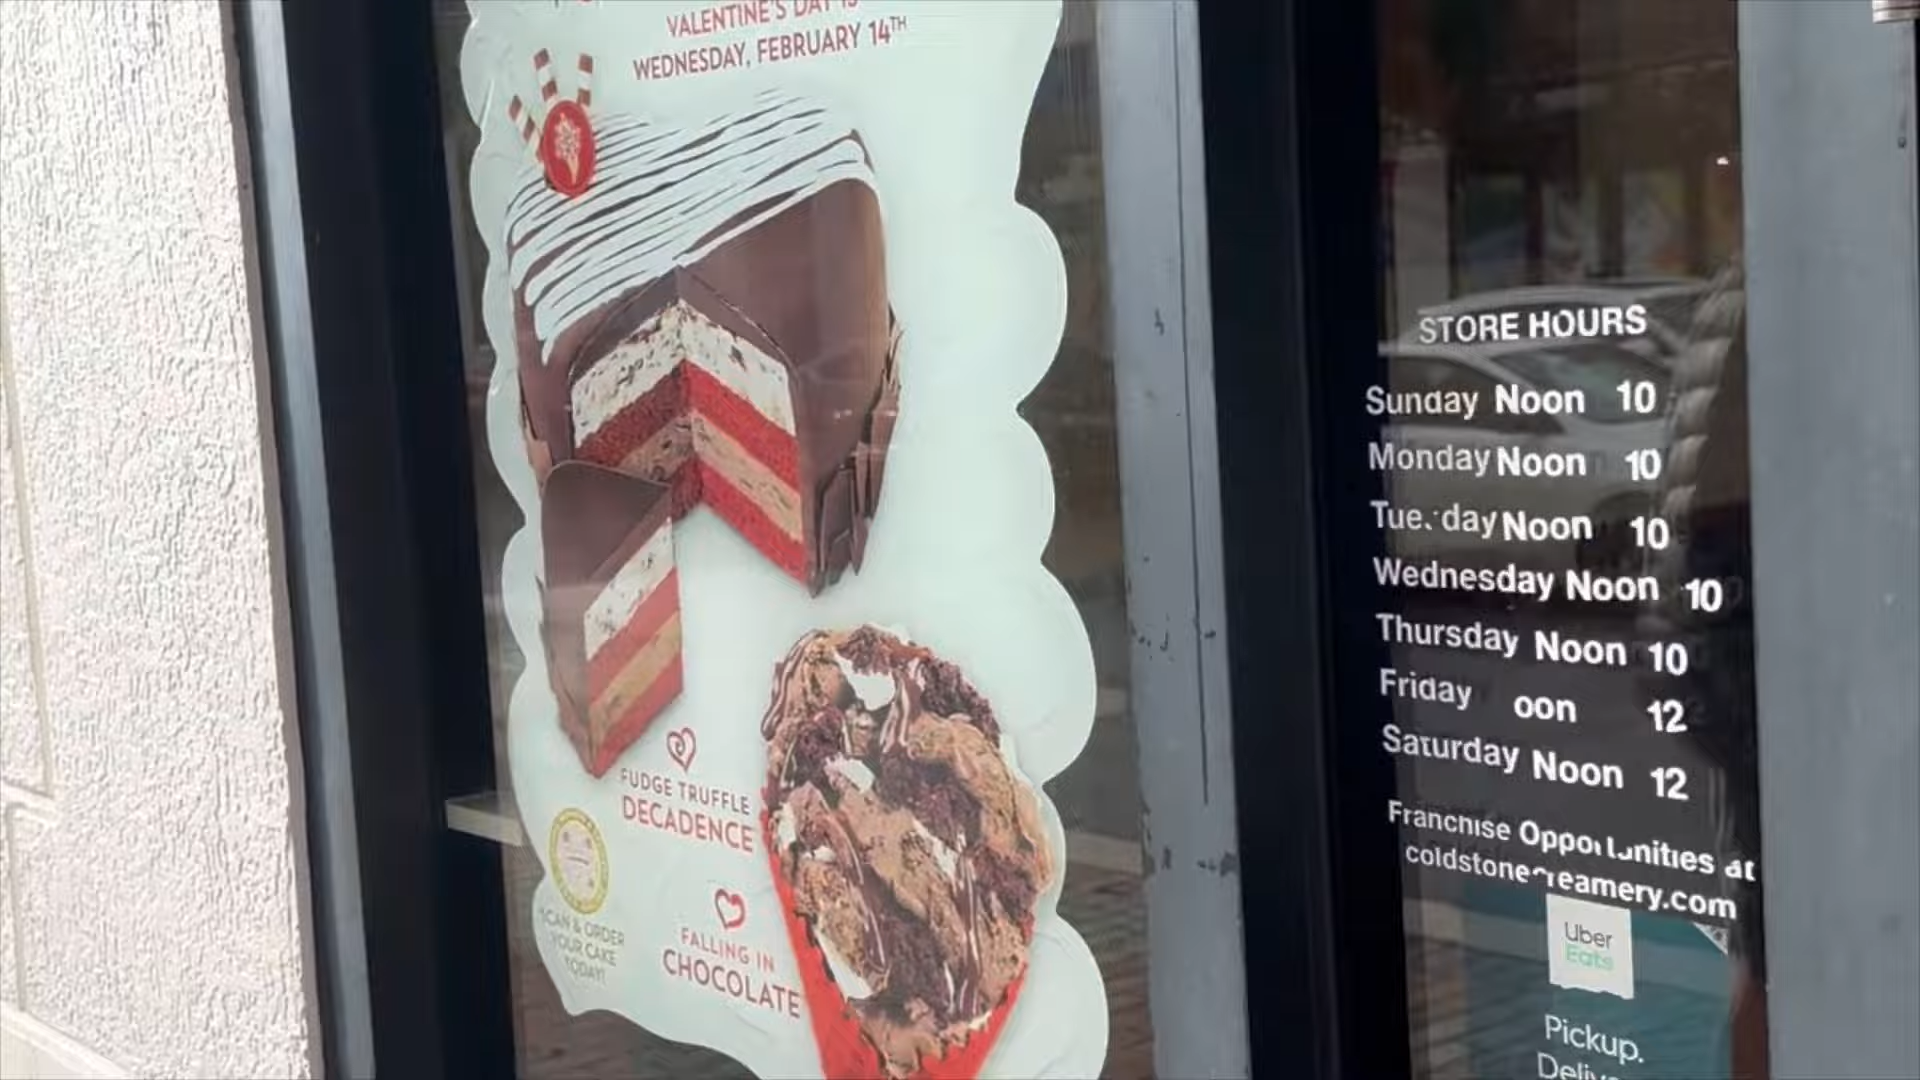 VALENTINE'S DAY IS
WEDNESDAY, FEBRUARY 14TH
FUDGE TRUFFLE
DECADENCE
SCAN & ORDER
YOUR CAKE
TODAY!
FALLING IN
CHOCOLATE
STORE HOURS
Sunday Noon 10
Monday Noon 10
Tue. day Noon 10
Wednesday Noon 10
Thursday Noon 10
Friday oon 12
Saturday Noon 12
Franchise Opportunities at
coldstonecreamery.com
Uber
Eats
Pickup.